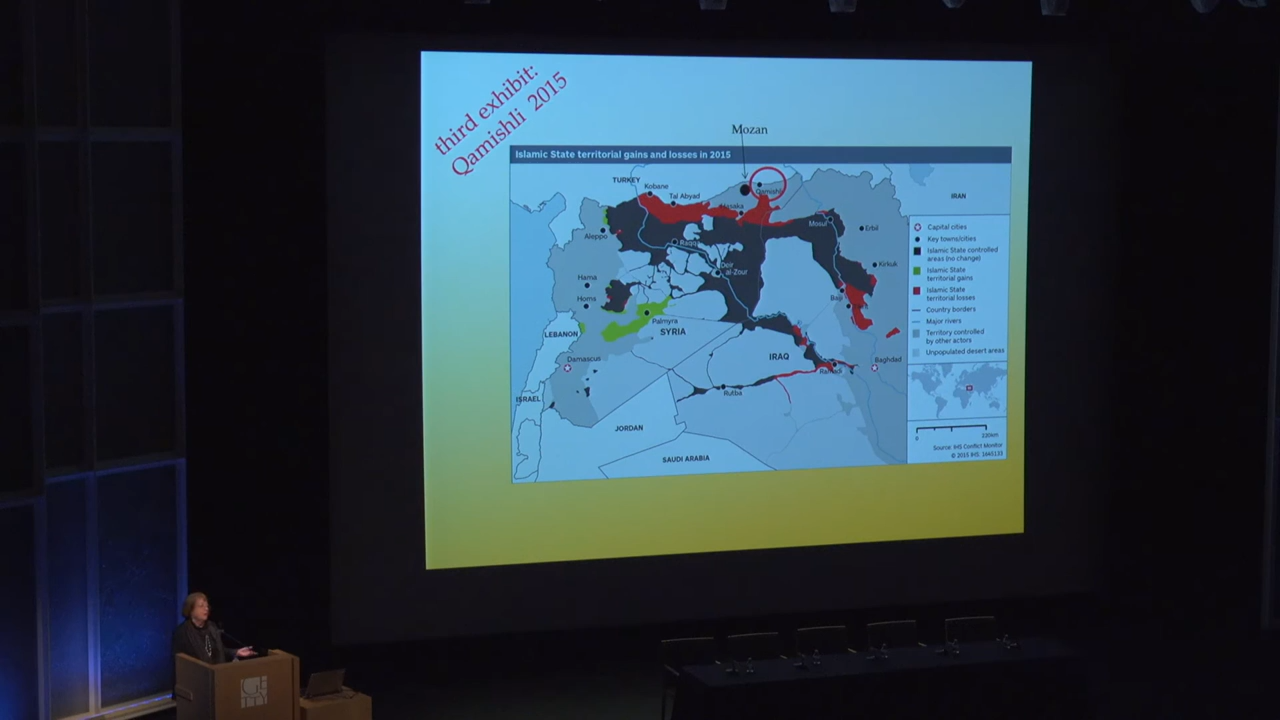 third exhibit:
Qamishli 2015
Mozan
Islamic State territorial gains and losses in 2015
TURKEY
Kobane
Tal Abyad
Qamishli
Hasaka
IRAN
Mosul
Erbil
Aleppo
Raqqa
Kirkuk
Deir
al-Zour
Hama
Homs
Baiji
Palmyra
LEBANON
SYRIA
IRAQ
Damascus
Baghdad
Ramadi
ISRAEL
Rutba
JORDAN
SAUDI ARABIA
Capital cities
Key towns/cities
Islamic State controlled
areas (no change)
Islamic State
territorial gains
Islamic State
territorial losses
Country borders
Major rivers
Territory controlled
by other actors
Unpopulated desert areas
0
220km
Source: IHS Conflict Monitor
© 2015 IHS: 1645133